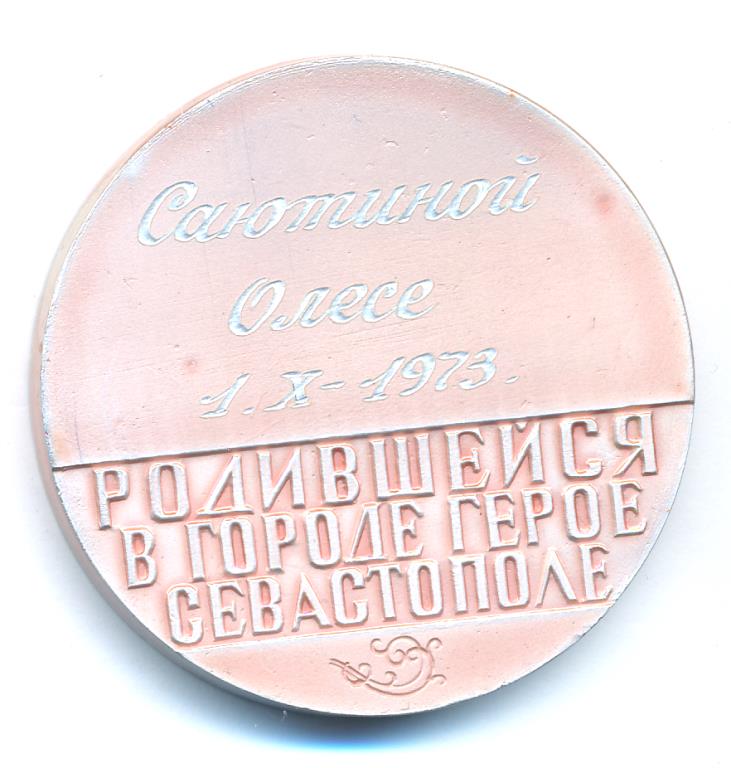 Саютиной
Олесе
1.X-1973.
РОДИВШЕЙСЯ
В ГОРОДЕ ГЕРОЕ
СЕВАСТОПОЛЕ